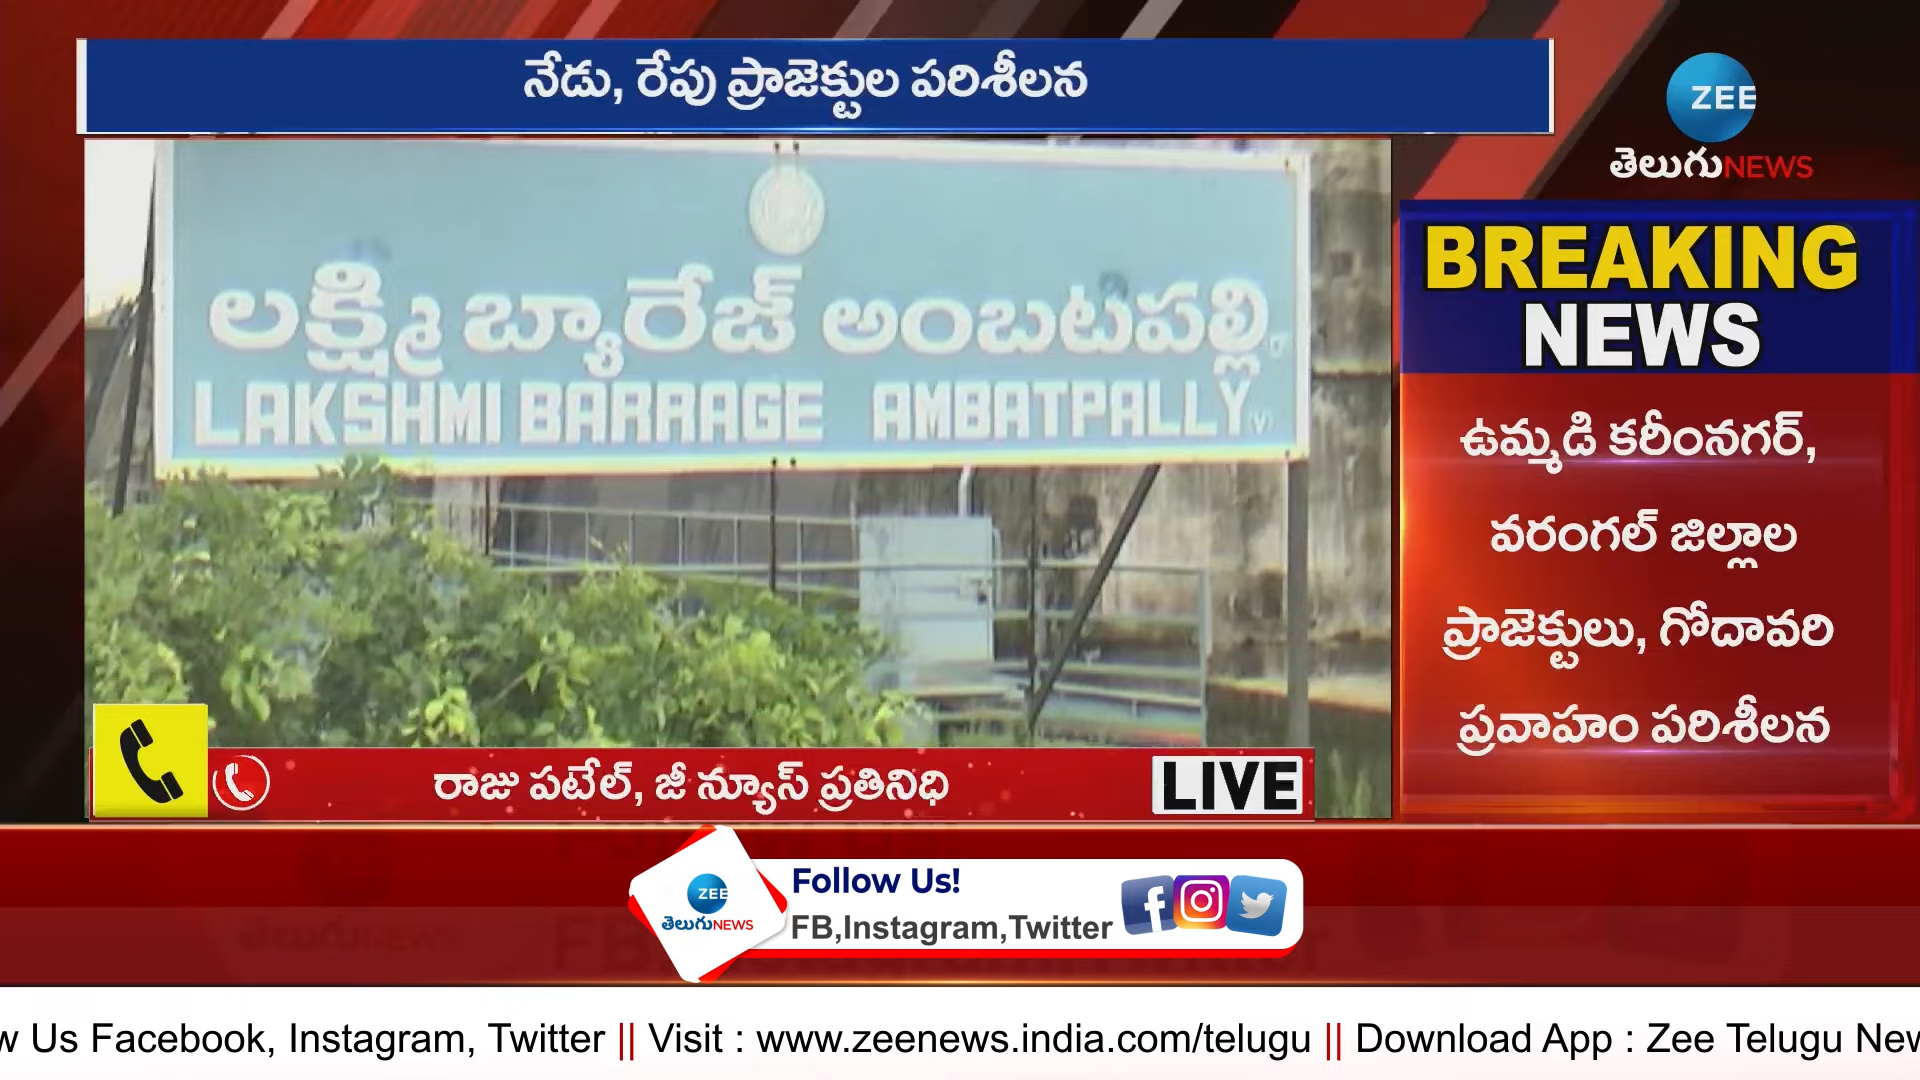 నేడు, రేపు ప్రాజెక్టుల పరిశీలన
ZEE
తెలుగుNEWS
లక్ష్మి బ్యారేజ్ అంబటపల్లి
LAKSHMI BARRAGE AMBATPALLY
BREAKING
NEWS
ఉమ్మడి కరీంనగర్,
వరంగల్ జిల్లాల
ప్రాజెక్టులు, గోదావరి
ప్రవాహం పరిశీలన
రాజు పటేల్, జీ న్యూస్ ప్రతినిధి
LIVE
ZEE
తెలుగుNEWS
Follow Us!
FB,Instagram,Twitter
w Us Facebook, Instagram, Twitter || Visit : www.zeenews.india.com/telugu || Download App : Zee Telugu New